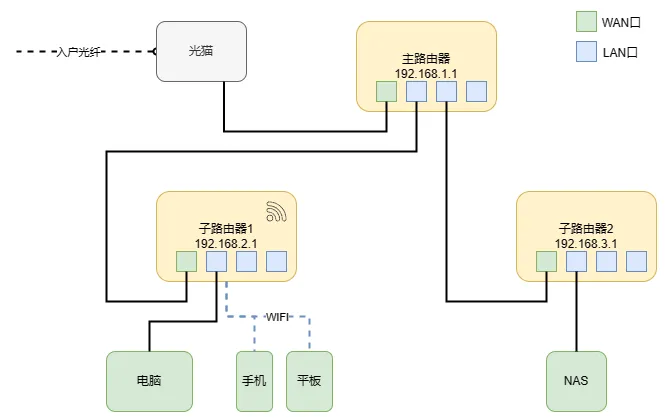 入户光纤
光猫
主路由器
192.168.1.1
WAN口
LAN口
子路由器1
192.168.2.1
子路由器2
192.168.3.1
WIFI
电脑
手机
平板
NAS